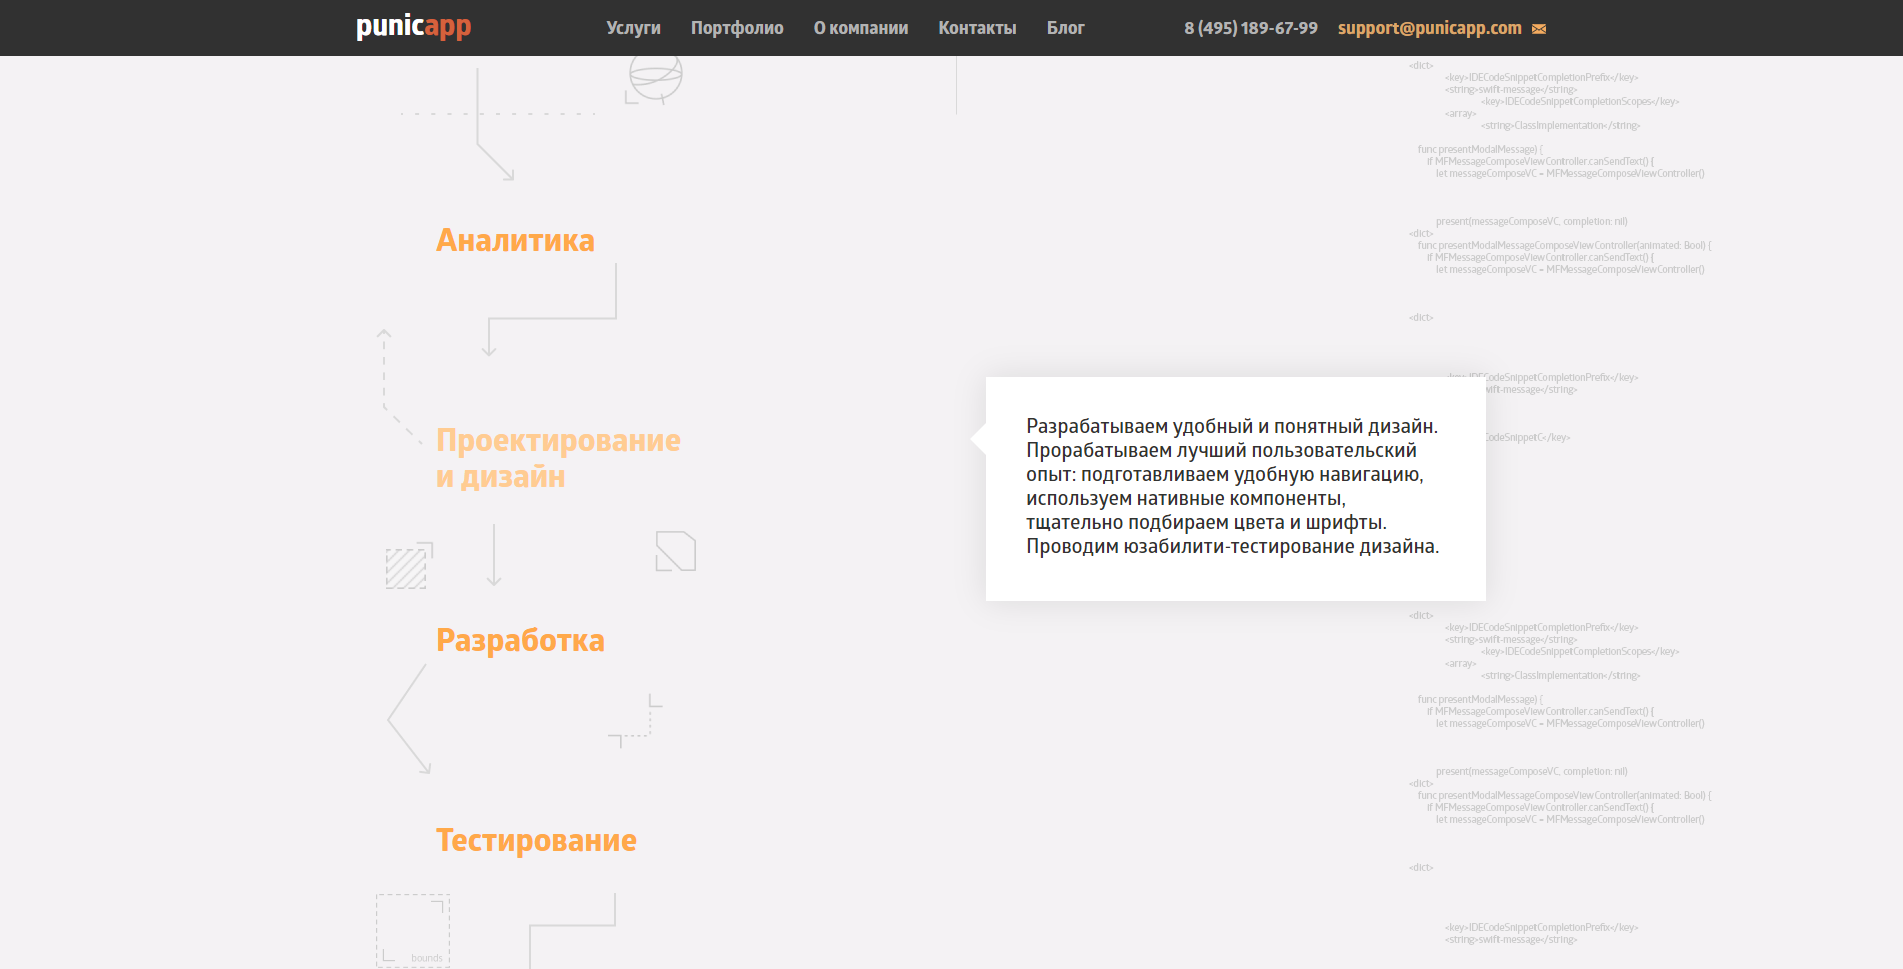 punicapp
Услуги Портфолио О компании Контакты Блог
8 (495) 189-67-99 support@punicapp.com
Аналитика
Проектирование
и дизайн
Разработка
Тестирование
bounds
Разрабатываем удобный и понятный дизайн.
Прорабатываем лучший пользовательский
опыт: подготавливаем удобную навигацию,
используем нативные компоненты,
тщательно подбираем цвета и шрифты.
Проводим юзабилити-тестирование дизайна.
<dict>
<key>IDECodeSnippetCompletionPrefix</key>
<string>swift-message</string>
<key>IDECodeSnippetCompletionScopes</key>
<array>
<string>ClassImplementation</string>
func presentModalMessage) {
if MFMessageComposeViewController.canSendText() {
let messageComposeVC = MFMessageComposeViewController()
present(messageComposeVC, completion: nil)
<dict>
func presentModalMessageComposeViewController(animated: Bool) {
if MFMessageComposeViewController.canSendText() {
let messageComposeVC = MFMessageComposeViewController()
<dict>
CodeSnippetCompletionPrefix</key>
wift-message</string>
CodeSnippetC</key>
<dict>
<key>IDECodeSnippetCompletionPrefix</key>
<string>swift-message</string>
<key>IDECodeSnippetCompletionScopes</key>
<array>
<string>ClassImplementation</string>
func presentModalMessage) {
if MFMessageComposeViewController.canSendText() {
let messageComposeVC = MFMessageComposeViewController()
present(messageComposeVC, completion: nil)
<dict>
func presentModalMessageComposeViewController(animated: Bool) {
if MFMessageComposeViewController.canSendText() {
let messageComposeVC = MFMessageComposeViewController()
<dict>
<key>IDECodeSnippetCompletionPrefix</key>
<string>swift-message</string>